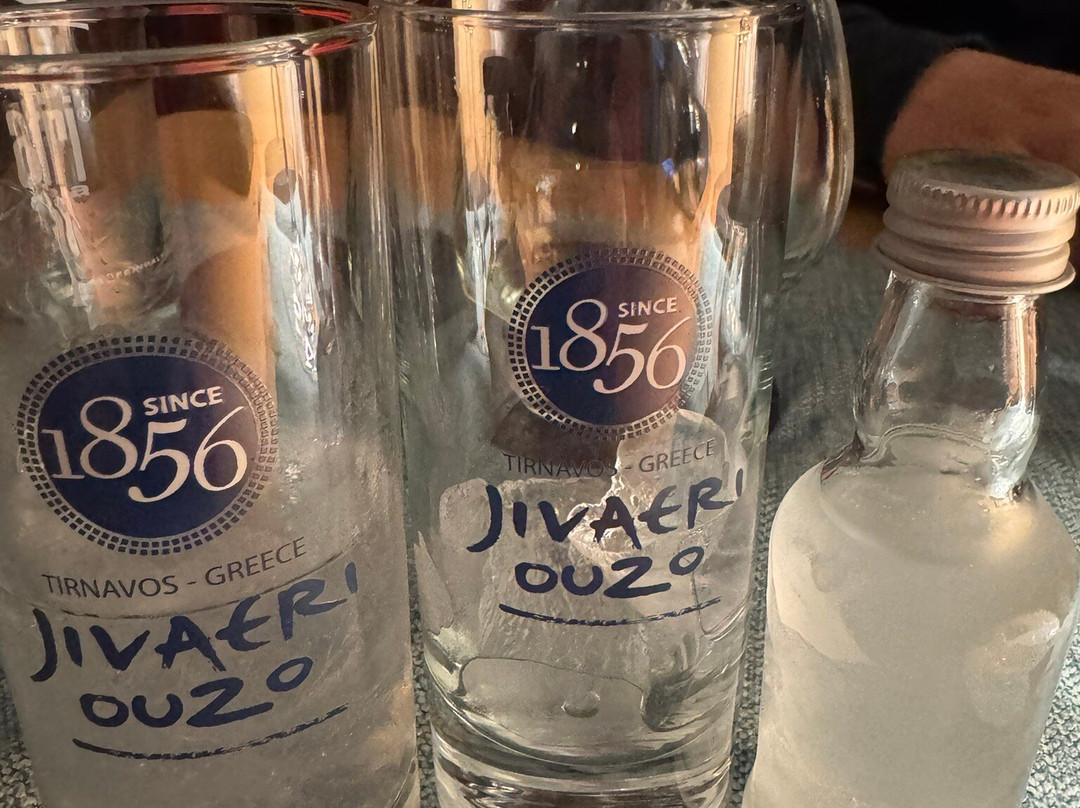 SINCE
1856
TIRNAVOS - GREECE
JIVAERI
OUZO
SINCE
1856
TIRNAVOS - GREECE
JIVAERI
OUZO